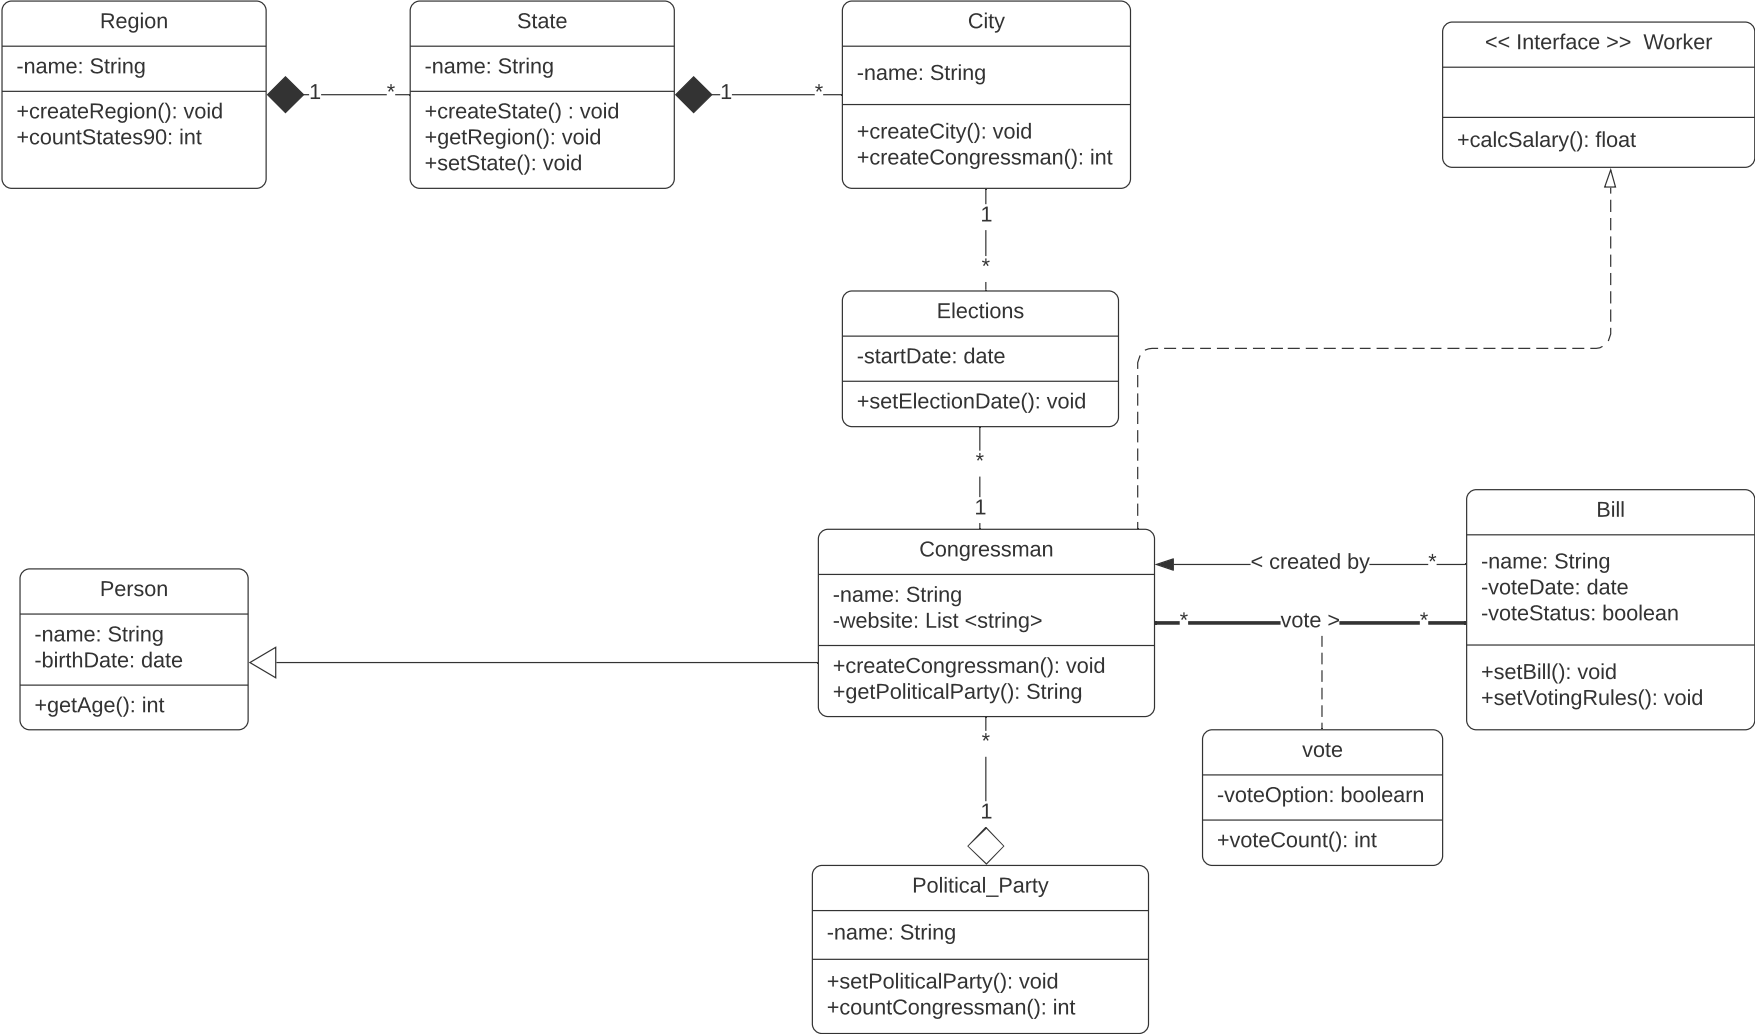 Region
-name: String
+createRegion(): void
+countStates90: int
1
*
State
-name: String
+createState() : void
+getRegion(): void
+setState(): void
1
*
City
-name: String
+createCity(): void
+createCongressman(): int
<< Interface >>  Worker
+calcSalary(): float
1
*
Elections
-startDate: date
+setElectionDate(): void
*
1
Congressman
-name: String
-website: List <string>
+createCongressman(): void
+getPoliticalParty(): String
< created by
*
*
vote >
*
Bill
-name: String
-voteDate: date
-voteStatus: boolean
+setBill(): void
+setVotingRules(): void
Person
-name: String
-birthDate: date
+getAge(): int
vote
-voteOption: boolearn
+voteCount(): int
*
1
Political_Party
-name: String
+setPoliticalParty(): void
+countCongressman(): int